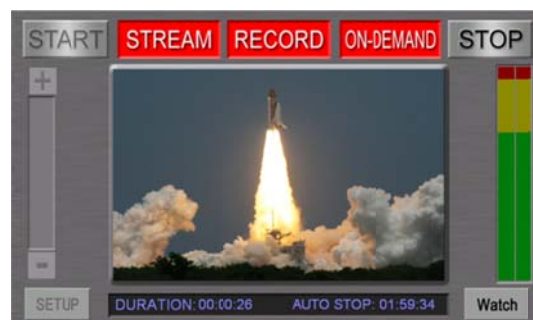 START STREAM RECORD ON-DEMAND STOP
+
-
SETUP DURATION: 00:00:26 AUTO STOP: 01:59:34 Watch